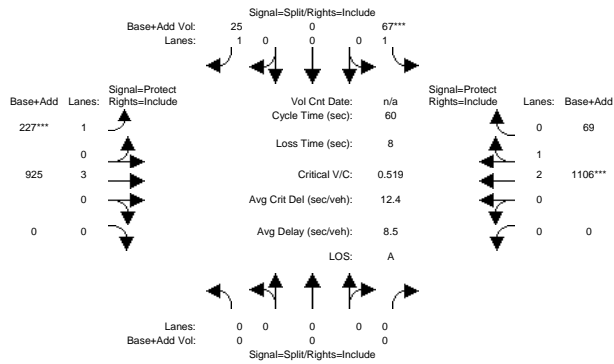 Signal=Split/Rights=Include
Base+Add Vol: 25 0 67***
Lanes: 1 0 0 0 1
Signal=Protect Signal=Protect
Base+Add Lanes: Rights=Include Vol Cnt Date: n/a Rights=Include Lanes: Base+Add
Cycle Time (sec): 60
227*** 1 0 69
Loss Time (sec): 8
0 1
925 3 Critical V/C: 0.519 2 1106***
0 Avg Crit Del (sec/veh): 12.4 0
0 0 Avg Delay (sec/veh): 8.5 0 0
LOS: A
Lanes: 0 0 0 0 0
Base+Add Vol: 0 0 0
Signal=Split/Rights=Include